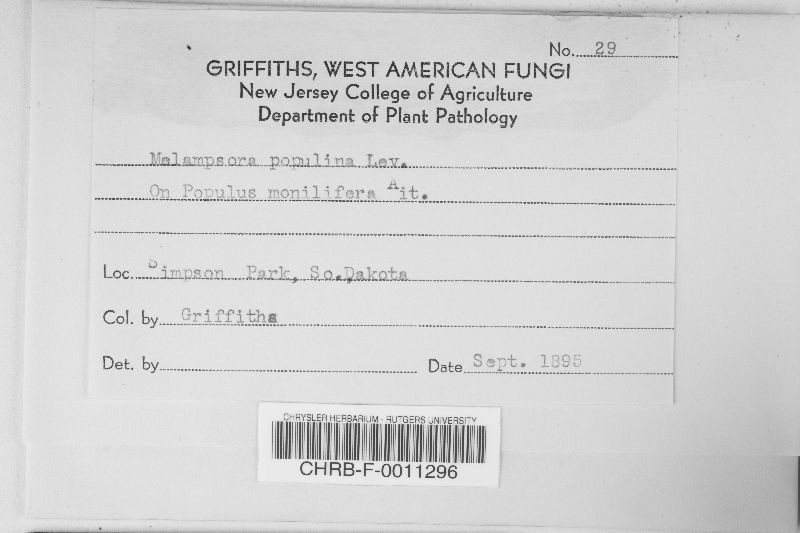 No. 29
GRIFFITHS, WEST AMERICAN FUNGI
New Jersey College of Agriculture
Department of Plant Pathology
Melampsora populina Lev.
On Populus monilifera Ait.
Loc. Simpson Park, So.Dakota
Col. by Griffiths
Det. by Date Sept. 1895
CHRYSLER HERBARIUM - RUTGERS UNIVERSITY
CHRB-F-0011296